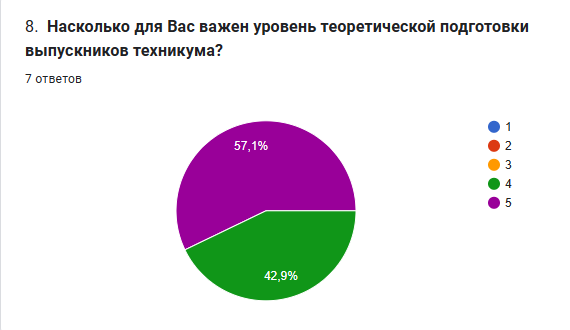 8. Насколько для Вас важен уровень теоретической подготовки
выпускников техникума?
7 ответов
57,1%
42,9%
1
2
3
4
5